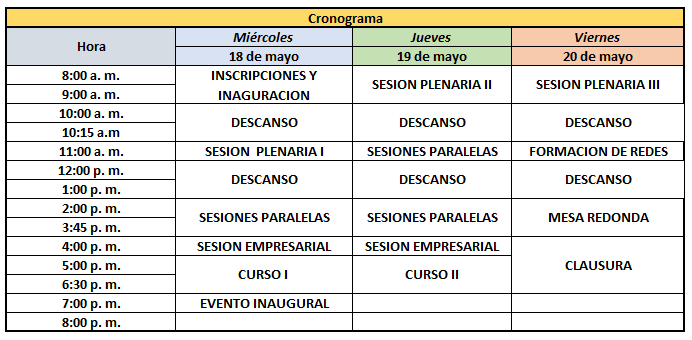 Cronograma
Hora Miércoles Jueves Viernes
18 de mayo 19 de mayo 20 de mayo
8:00 a. m. INSCRIPCIONES Y SESION PLENARIA II SESION PLENARIA III
9:00 a. m. INAGURACION
10:00 a. m. DESCANSO DESCANSO DESCANSO
10:15 a.m
11:00 a. m. SESION PLENARIA I SESIONES PARALELAS FORMACION DE REDES
12:00 p. m. DESCANSO DESCANSO DESCANSO
1:00 p. m.
2:00 p. m. SESIONES PARALELAS SESIONES PARALELAS MESA REDONDA
3:45 p. m.
4:00 p. m. SESION EMPRESARIAL SESION EMPRESARIAL CLAUSURA
5:00 p. m. CURSO I CURSO II
6:30 p. m.
7:00 p. m. EVENTO INAUGURAL
8:00 p. m.